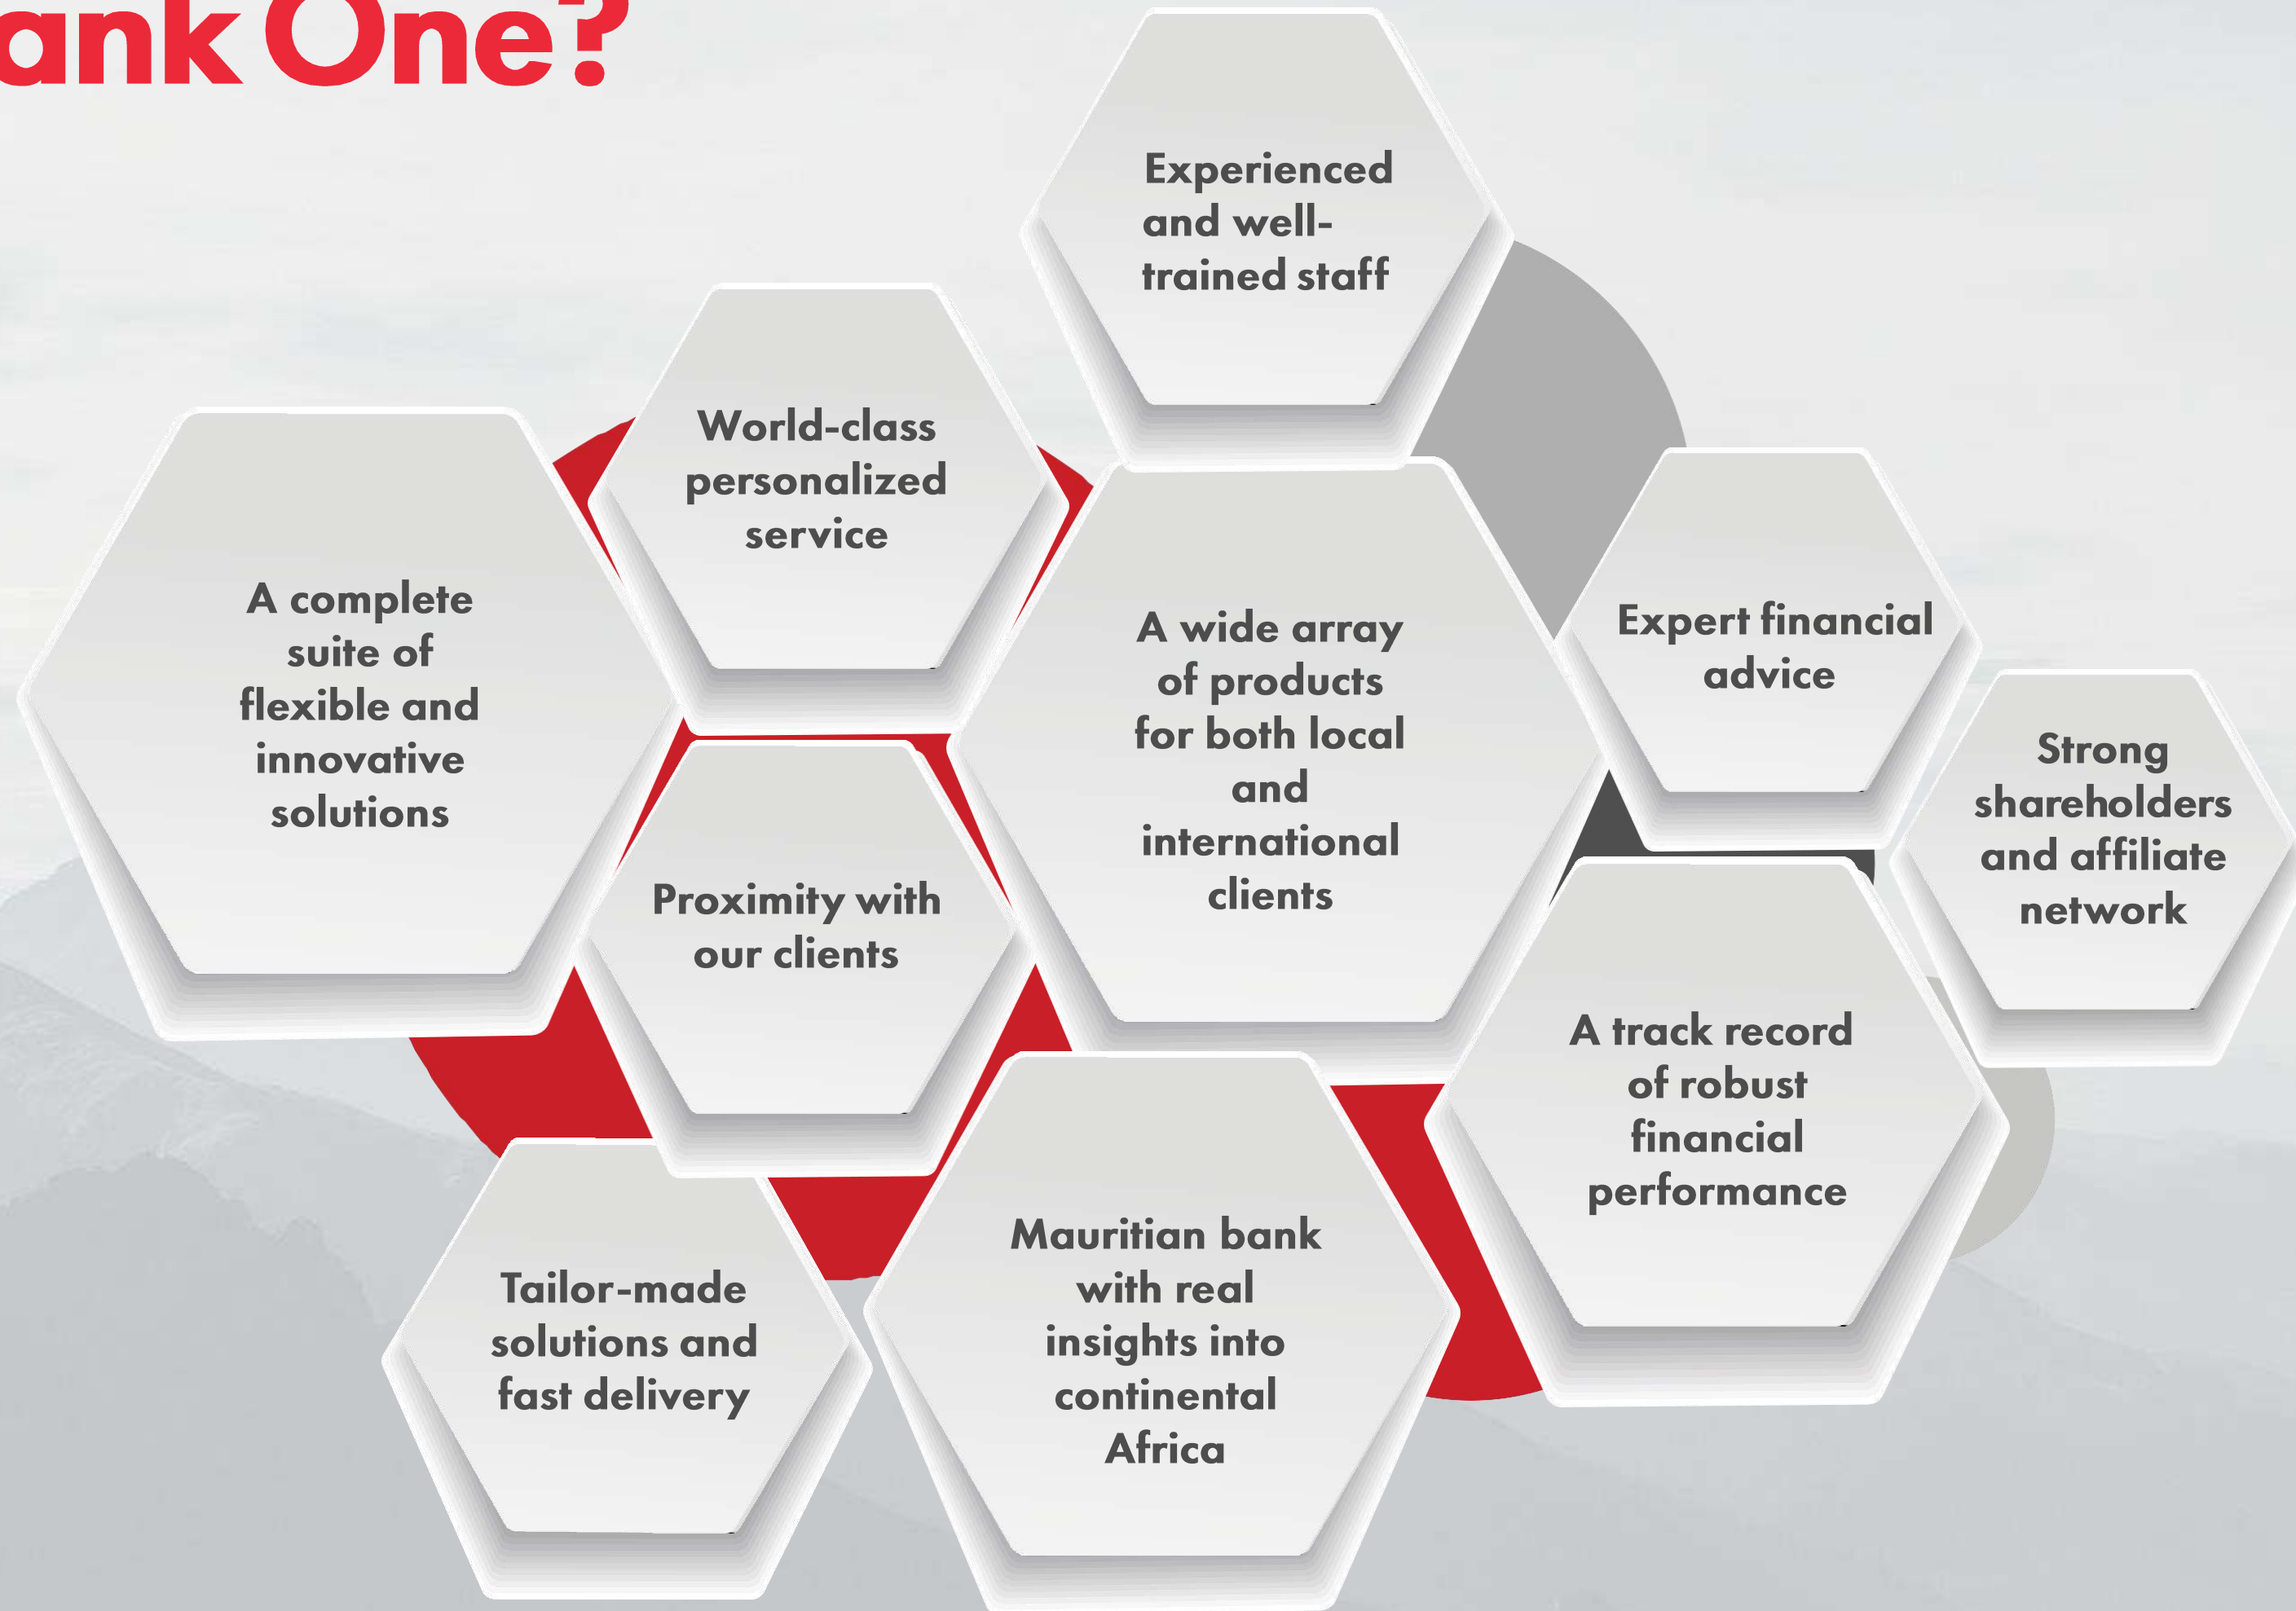 ank One?
Experienced
and well-
trained staff
World-class
personalized
service
A complete
suite of
flexible and
innovative
solutions
A wide array
of products
for both local
and
international
clients
Expert financial
advice
Strong
shareholders
and affiliate
network
Proximity with
our clients
A track record
of robust
financial
performance
Tailor-made
solutions and
fast delivery
Mauritian bank
with real
insights into
continental
Africa